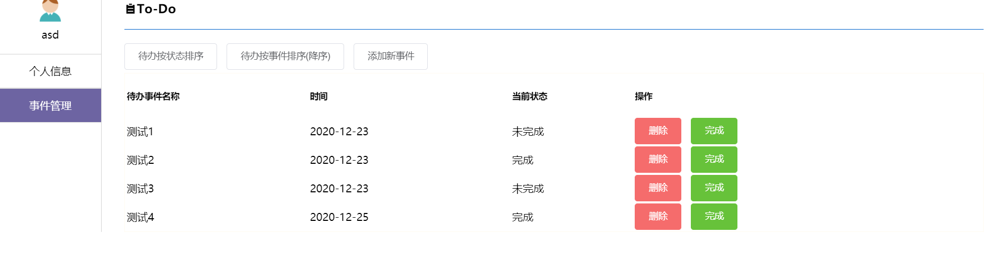 To-Do
asd
待办按状态排序 待办按事件排序(降序) 添加新事件
个人信息
事件管理
待办事件名称 时间 当前状态 操作
测试1 2020-12-23 未完成 删除 完成
测试2 2020-12-23 完成 删除 完成
测试3 2020-12-23 未完成 删除 完成
测试4 2020-12-25 完成 删除 完成